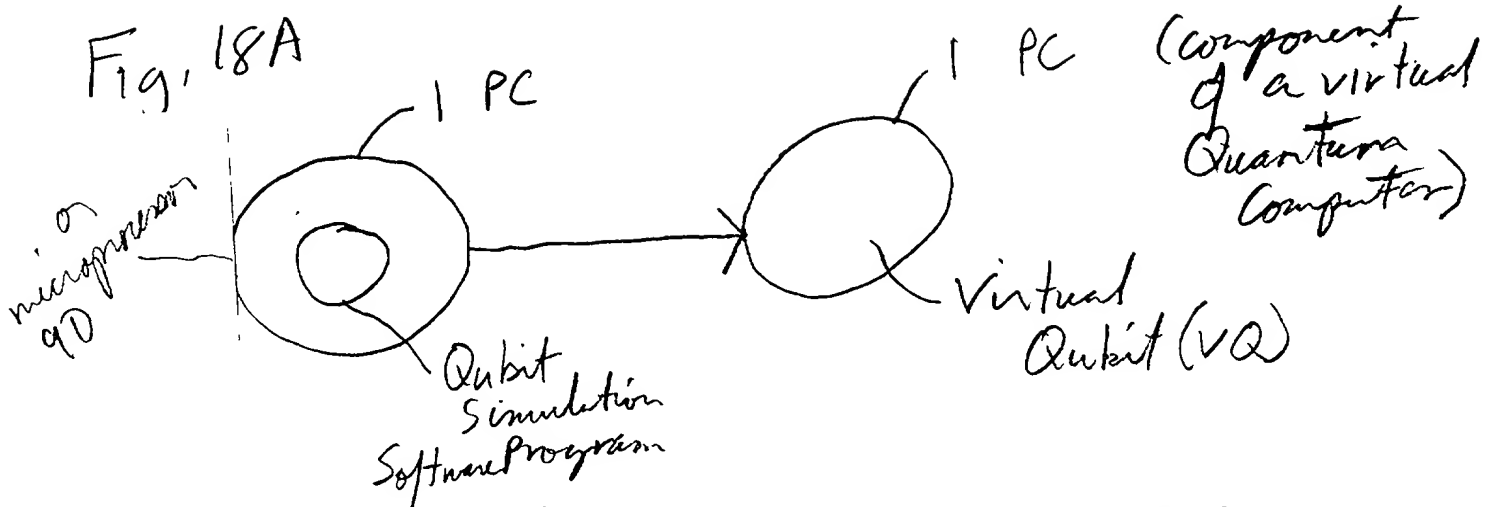 Fig. 18A
1 PC
1 PC (component
of a virtual
Quantum
Computer)
or
microprocessor
90
Qubit
Simulation
Software Program
Virtual
Qubit (VQ)